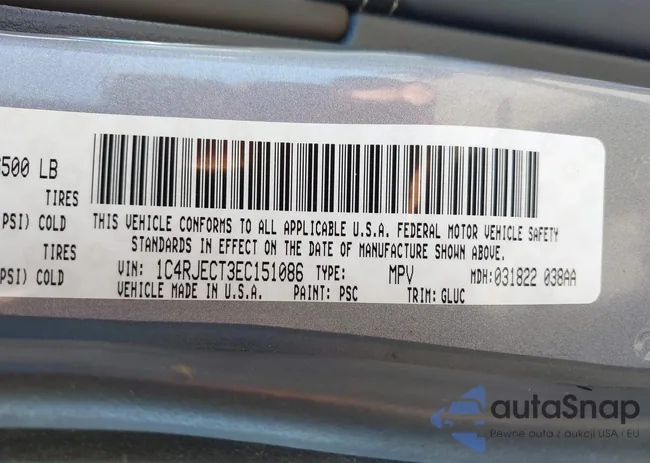 500 LB
TIRES
PSI) COLD
TIRES
PSI) COLD
THIS VEHICLE CONFORMS TO ALL APPLICABLE U.S.A. FEDERAL MOTOR VEHICLE SAFETY
STANDARDS IN EFFECT ON THE DATE OF MANUFACTURE SHOWN ABOVE.
VIN: 1C4RJECT3EC151086 TYPE: MPV MDH:031822 038AA
VEHICLE MADE IN U.S.A. PAINT: PSC TRIM: GLUC
autaSnap
Pewne auta z aukcji USA i EU